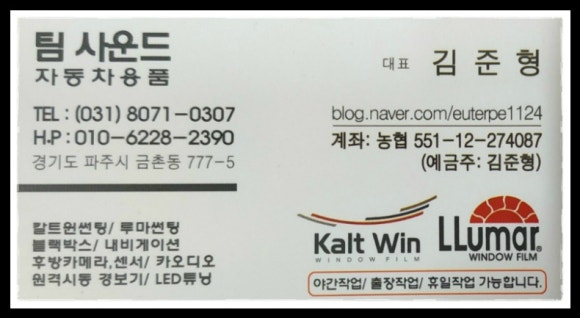 팀 사운드
자동차용품
대표 김준형
TEL : (031) 8071-0307
H.P : 010-6228-2390
경기도 파주시 금촌동 777-5
blog.naver.com/euterpe1124
계좌: 농협 551-12-274087
(예금주: 김준형)
칼트윈썬팅/ 루마썬팅
블랙박스/ 내비게이션
후방카메라,센서/ 카오디오
원격시동 경보기/ LED튜닝
Kalt Win
WINDOW FILM
LLumar®
WINDOW FILM
야간작업/ 출장작업/ 휴일작업 가능합니다.